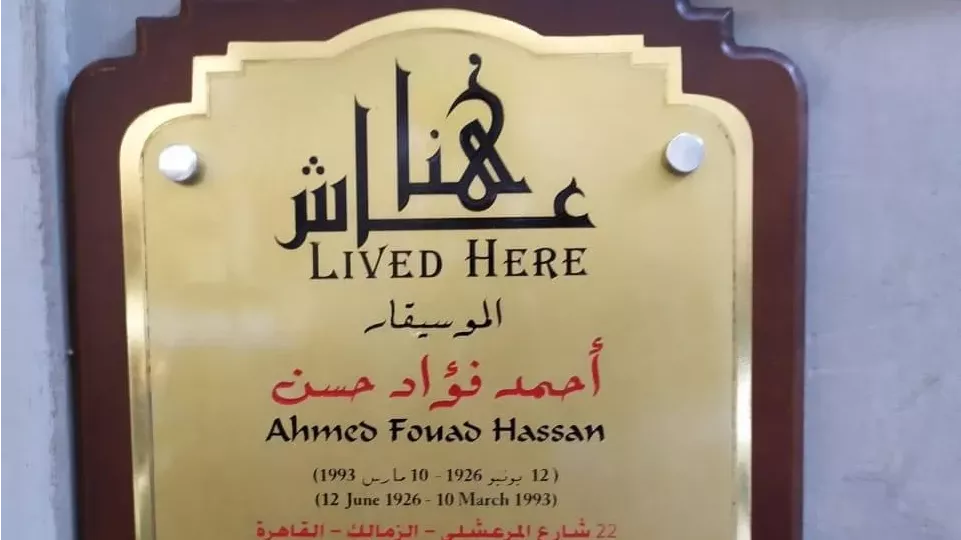 هنا
عاش
LIVED HERE
الموسيقار
أحمد فؤاد حسن
Ahmed Fouad Hassan
(12 يونيو 1926 - 10 مارس 1993)
(12 June 1926 - 10 March 1993)
22 شارع المرعشلى - الزمالك - القاهرة